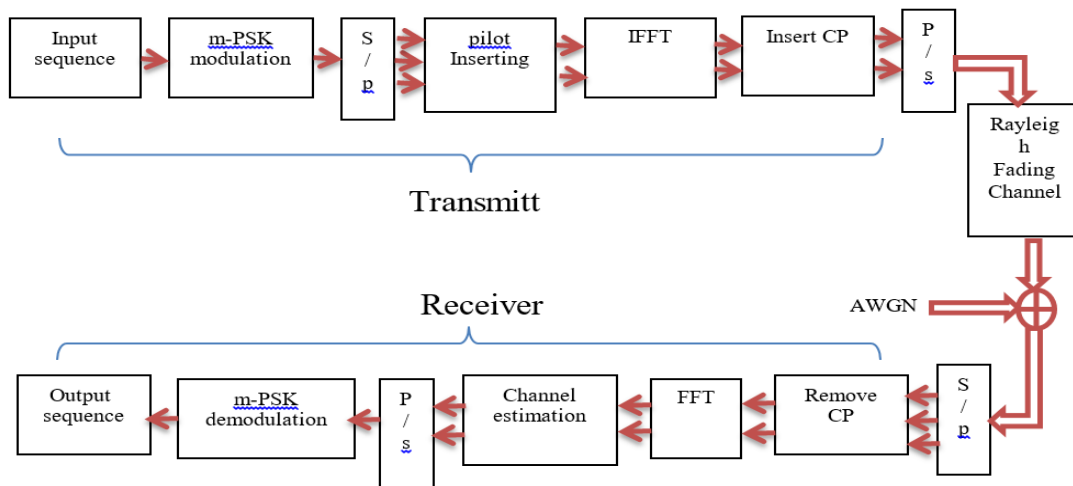 Input
sequence
m-PSK
modulation
S
/
p
pilot
Inserting
IFFT
Insert CP
P
/
s
Rayleig
h
Fading
Channel
Transmitt
Receiver
AWGN
Output
sequence
m-PSK
demodulation
P
/
s
Channel
estimation
FFT
Remove
CP
S
/
p